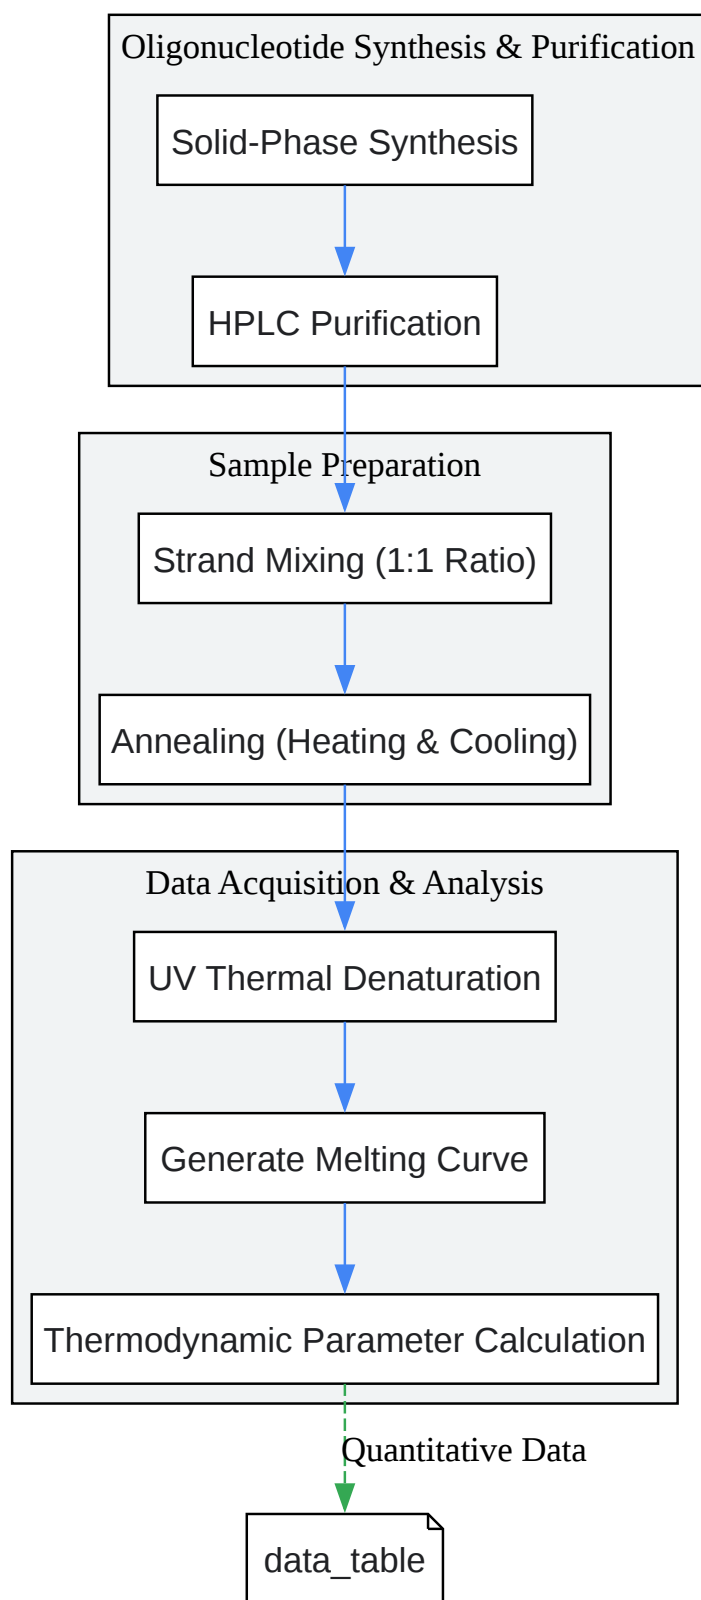 Oligonucleotide Synthesis & Purification
Solid-Phase Synthesis
HPLC Purification
Sample Preparation
Strand Mixing (1:1 Ratio)
Annealing (Heating & Cooling)
Data Acquisition & Analysis
UV Thermal Denaturation
Generate Melting Curve
Thermodynamic Parameter Calculation
Quantitative Data
data_table